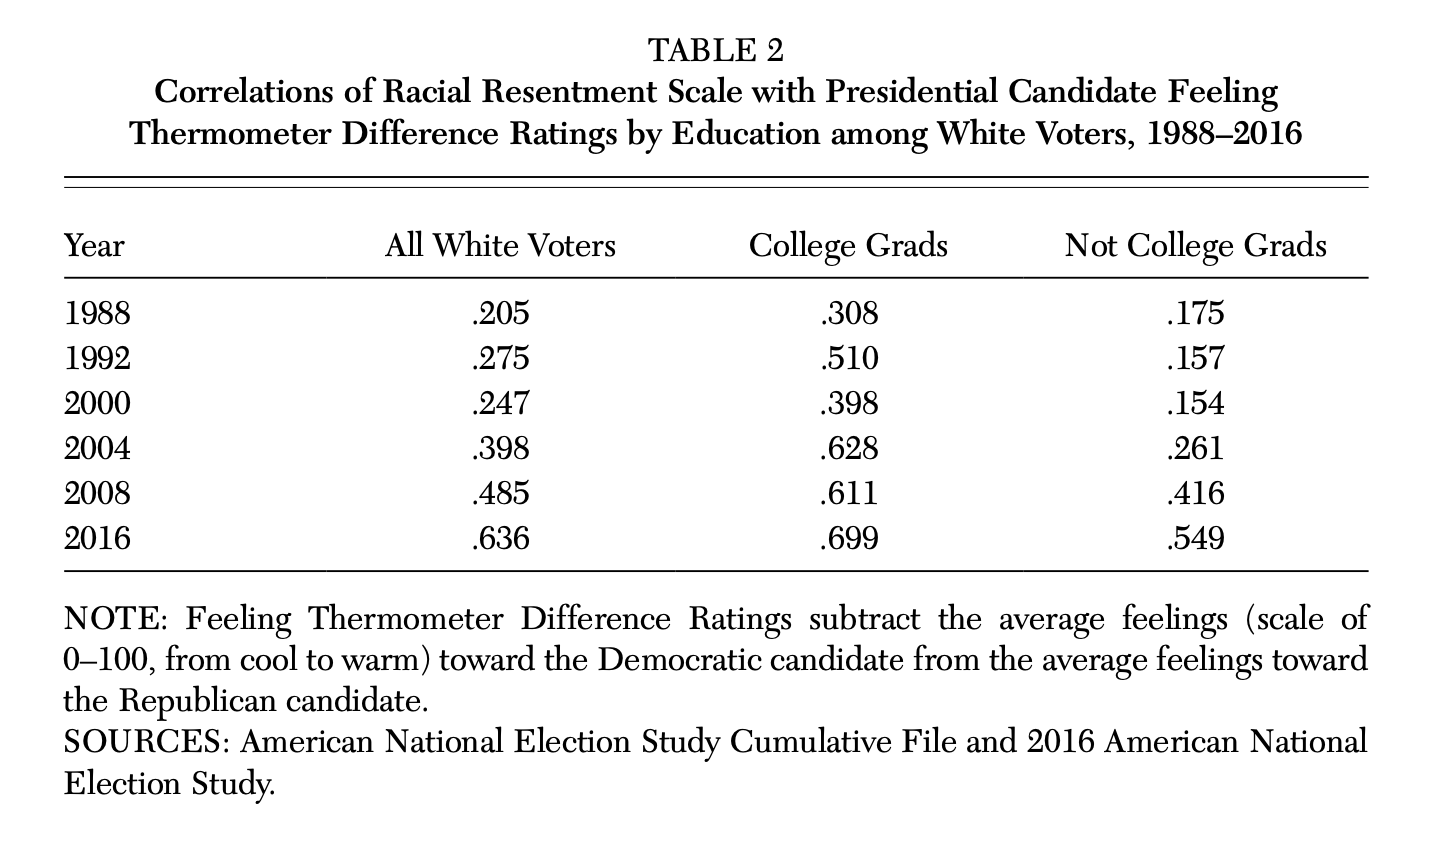 TABLE 2
Correlations of Racial Resentment Scale with Presidential Candidate Feeling
Thermometer Difference Ratings by Education among White Voters, 1988–2016
Year All White Voters College Grads Not College Grads
1988 .205 .308 .175
1992 .275 .510 .157
2000 .247 .398 .154
2004 .398 .628 .261
2008 .485 .611 .416
2016 .636 .699 .549
NOTE: Feeling Thermometer Difference Ratings subtract the average feelings (scale of
0–100, from cool to warm) toward the Democratic candidate from the average feelings toward
the Republican candidate.
SOURCES: American National Election Study Cumulative File and 2016 American National
Election Study.